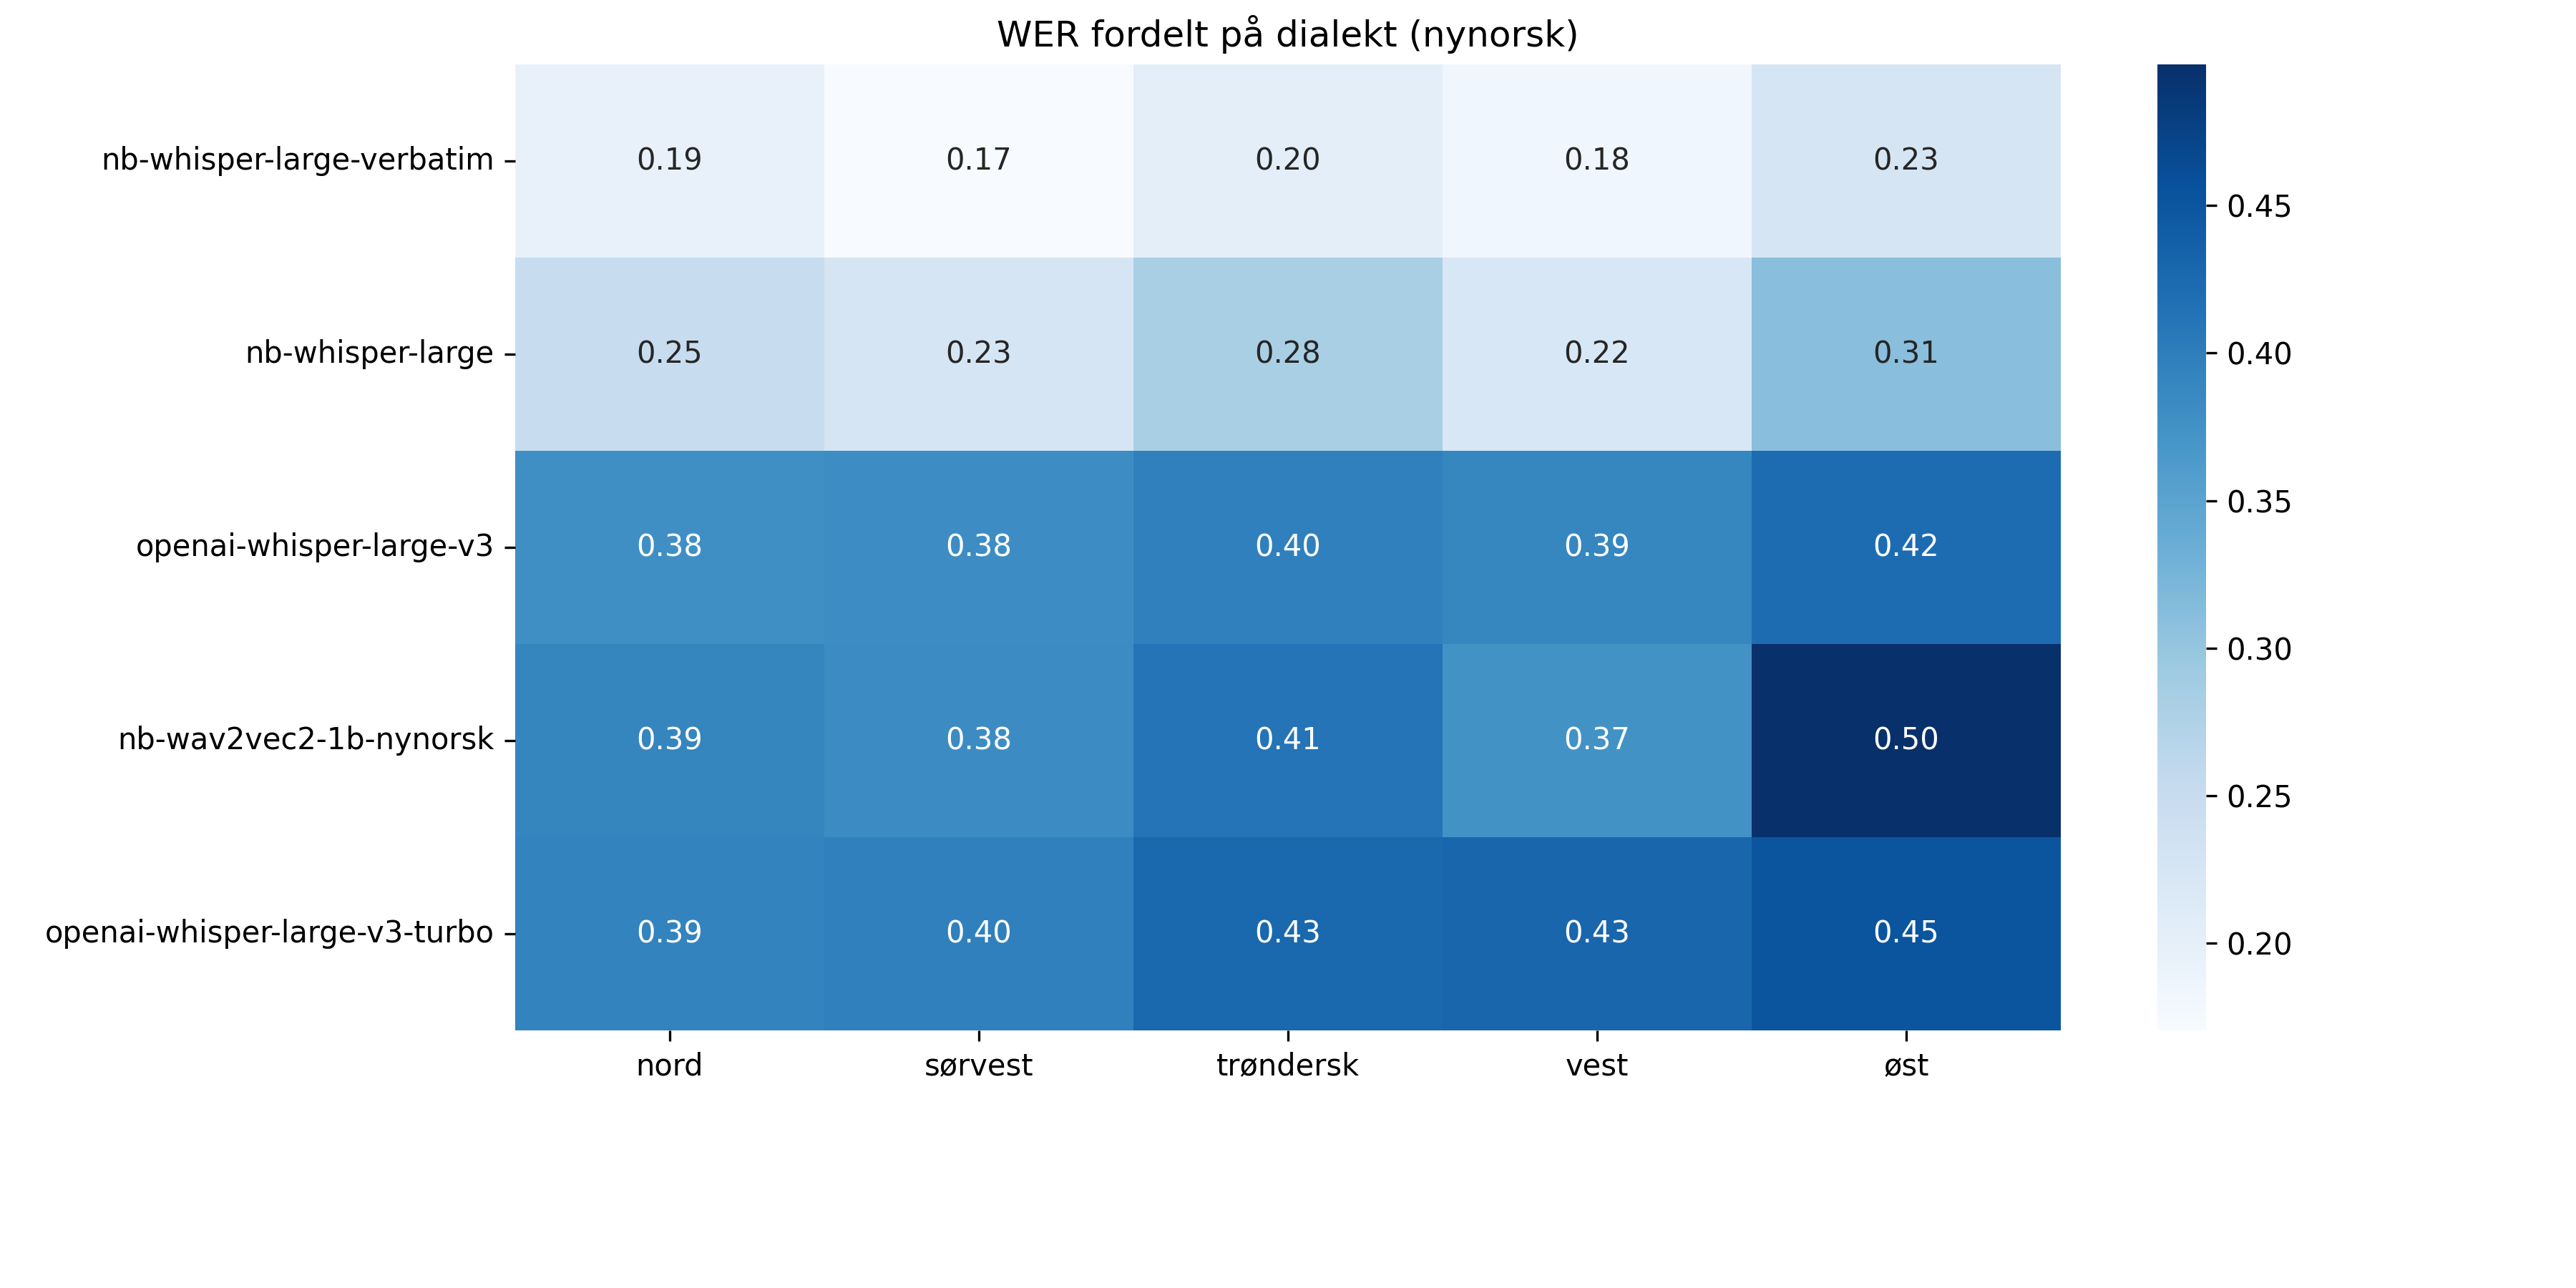 WER fordelt på dialekt (nynorsk)
nb-whisper-large-verbatim 0.19 0.17 0.20 0.18 0.23
nb-whisper-large 0.25 0.23 0.28 0.22 0.31
openai-whisper-large-v3 0.38 0.38 0.40 0.39 0.42
nb-wav2vec2-1b-nynorsk 0.39 0.38 0.41 0.37 0.50
openai-whisper-large-v3-turbo 0.39 0.40 0.43 0.43 0.45
nord sørvest trøndersk vest øst
0.45
0.40
0.35
0.30
0.25
0.20